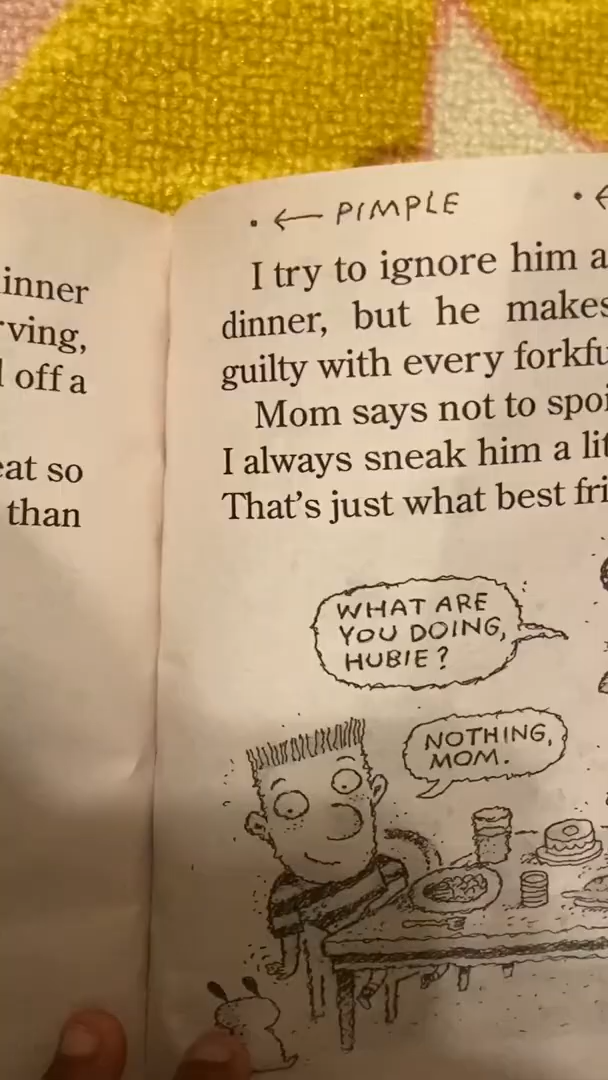 inner
rving,
off a
eat so
than
PIMPLE
I try to ignore him a
dinner, but he makes
guilty with every forkfu
Mom says not to spoi
I always sneak him a lit
That's just what best fri
WHAT ARE
YOU DOING,
HUBIE?
NOTHING,
MOM.